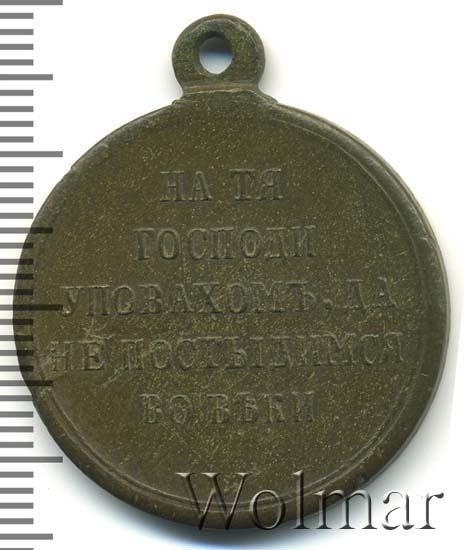 НА ТЯ
ГОСПОДИ
УПОВАХОМЪ, ДА
НЕ ПОСТЫДИМСЯ
ВО ВѢКИ.
Wolmar